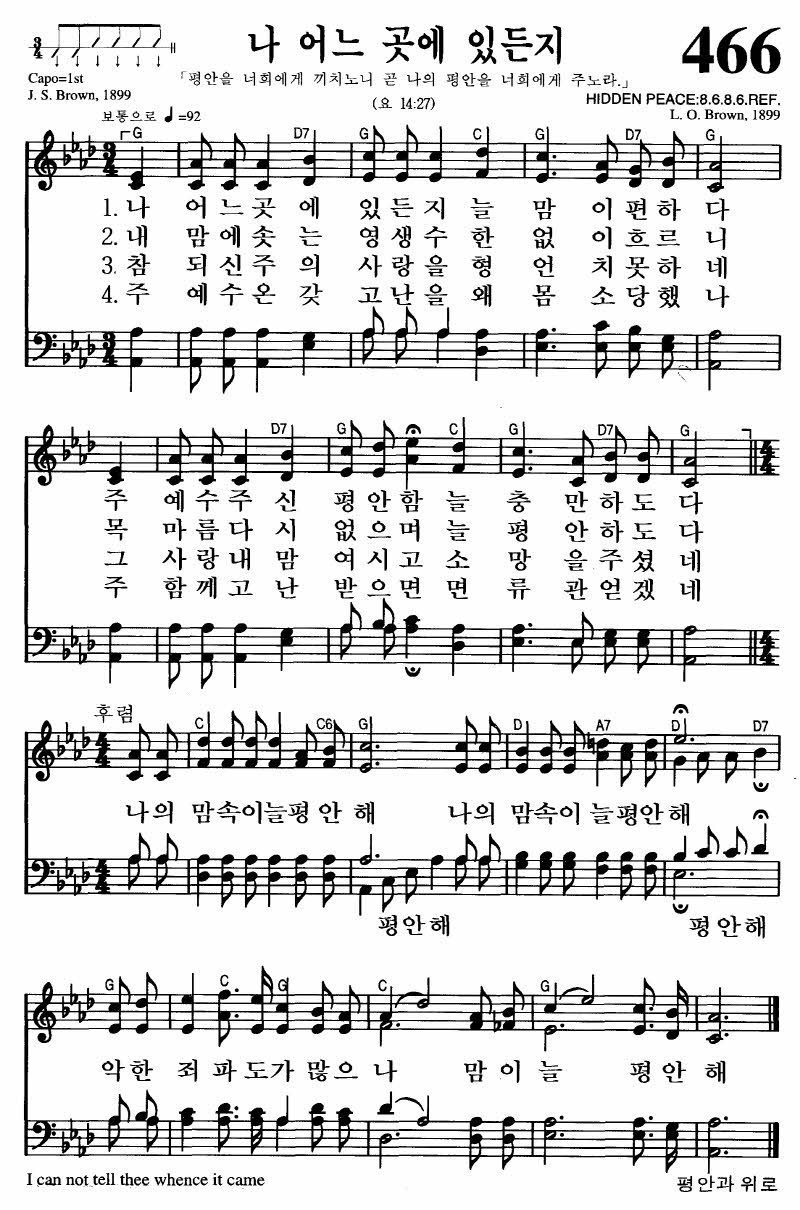 나 어느 곳에 있든지
466
「평안을 너희에게 끼치노니 곧 나의 평안을 너희에게 주노라.」
(요 14:27)
Capo=1st
J. S. Brown, 1899
HIDDEN PEACE:8.6.8.6.REF.
L. O. Brown, 1899
보통으로 ♩=92
G D7 G C G D7 G
1. 나 어느곳에 있든지늘 맘이편하다
2. 내 맘에솟는 영생수한 없이흐르니
3. 참 되신주의 사랑을형 언치못하네
4. 주 예수온갖 고난을왜 몸소당했나
D7 G C G D7 G
주 예수주신 평안함늘 충만하도다
목 마름다시 없으며늘 평안하도다
그 사랑내맘 여시고소 망을주셨네
주 함께고난 받으면면 류관얻겠네
후렴
C C6 G D A7 D D7
나의 맘속이늘평안해 나의 맘속이늘평안해
평안해 평안해
G C G C G G
악한 죄파도가많으나 맘이늘 평안해
I can not tell thee whence it came
평안과 위로